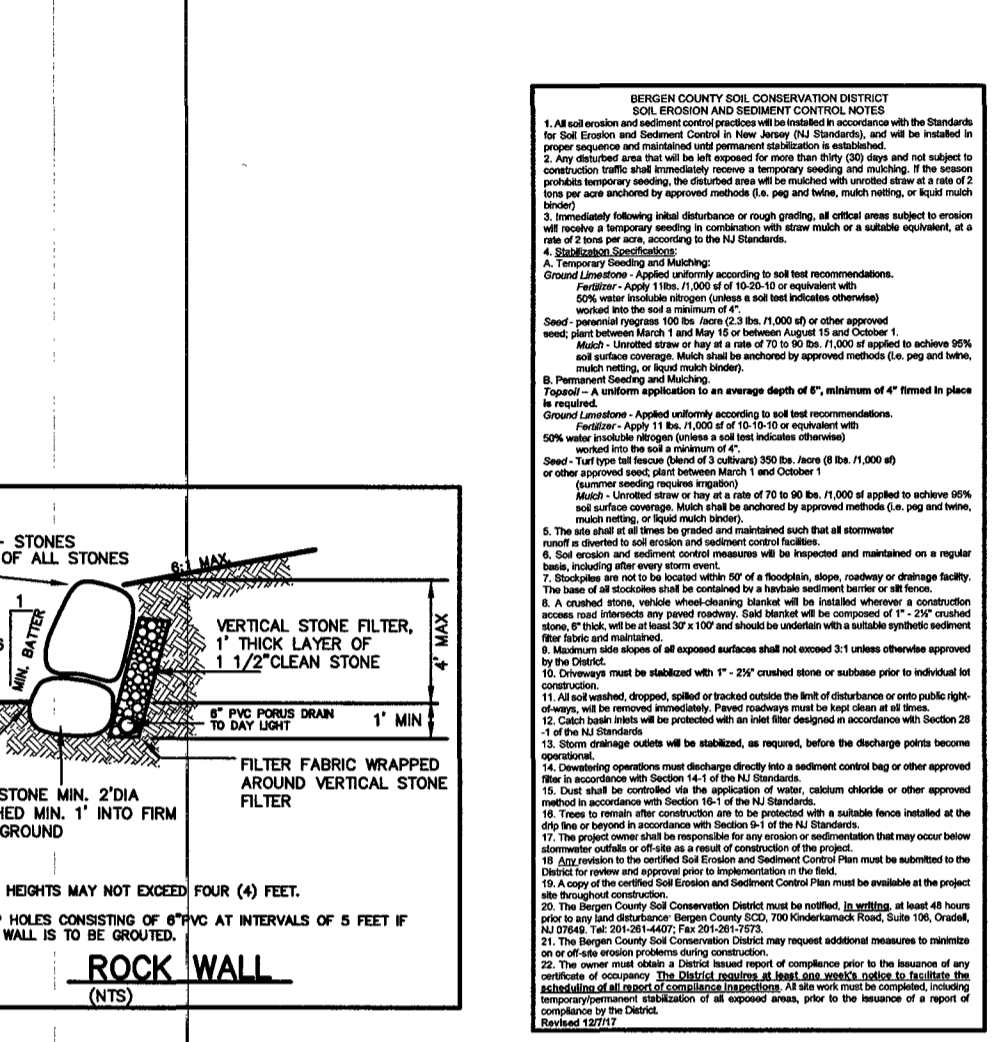 - STONES
OF ALL STONES
6:1 MAX.
1
S
MIN. BATTER
VERTICAL STONE FILTER,
1' THICK LAYER OF
1 1/2"CLEAN STONE
4' MAX
6" PVC PORUS DRAIN
TO DAY LIGHT
1' MIN
FILTER FABRIC WRAPPED
AROUND VERTICAL STONE
FILTER
STONE MIN. 2'DIA
HED MIN. 1' INTO FIRM
GROUND
HEIGHTS MAY NOT EXCEED FOUR (4) FEET.
HOLES CONSISTING OF 6"PVC AT INTERVALS OF 5 FEET IF
WALL IS TO BE GROUTED.
ROCK WALL
(NTS)
BERGEN COUNTY SOIL CONSERVATION DISTRICT
SOIL EROSION AND SEDIMENT CONTROL NOTES
1. All soil erosion and sediment control practices will be installed in accordance with the Standards
for Soil Erosion and Sediment Control in New Jersey (NJ Standards), and will be installed in
proper sequence and maintained until permanent stabilization is established.
2. Any disturbed area that will be left exposed for more than thirty (30) days and not subject to
construction traffic shall immediately receive a temporary seeding and mulching. If the season
prohibits temporary seeding, the disturbed area will be mulched with unrotted straw at a rate of 2
tons per acre anchored by approved methods (i.e. peg and twine, mulch netting, or liquid mulch
binder)
3. Immediately following initial disturbance or rough grading, all critical areas subject to erosion
will receive a temporary seeding in combination with straw mulch or a suitable equivalent, at a
rate of 2 tons per acre, according to the NJ Standards.
4. Stabilization Specifications:
A. Temporary Seeding and Mulching:
Ground Limestone - Applied uniformly according to soil test recommendations.
Fertilizer - Apply 11lbs. /1,000 sf of 10-20-10 or equivalent with
50% water insoluble nitrogen (unless a soil test indicates otherwise)
worked into the soil a minimum of 4".
Seed - perennial ryegrass 100 lbs /acre (2.3 lbs. /1,000 sf) or other approved
seed; plant between March 1 and May 15 or between August 15 and October 1.
Mulch - Unrotted straw or hay at a rate of 70 to 90 lbs. /1,000 sf applied to achieve 95%
soil surface coverage. Mulch shall be anchored by approved methods (i.e. peg and twine,
mulch netting, or liquid mulch binder).
B. Permanent Seeding and Mulching.
Topsoil – A uniform application to an average depth of 5", minimum of 4" firmed in place
is required.
Ground Limestone - Applied uniformly according to soil test recommendations.
Fertilizer - Apply 11 lbs. /1,000 sf of 10-10-10 or equivalent with
50% water insoluble nitrogen (unless a soil test indicates otherwise)
worked into the soil a minimum of 4".
Seed - Turf type tall fescue (blend of 3 cultivars) 350 lbs. /acre (8 lbs. /1,000 sf)
or other approved seed; plant between March 1 and October 1
(summer seeding requires irrigation)
Mulch - Unrotted straw or hay at a rate of 70 to 90 lbs. /1,000 sf applied to achieve 95%
soil surface coverage. Mulch shall be anchored by approved methods (i.e. peg and twine,
mulch netting, or liquid mulch binder).
5. The site shall at all times be graded and maintained such that all stormwater
runoff is diverted to soil erosion and sediment control facilities.
6. Soil erosion and sediment control measures will be inspected and maintained on a regular
basis, including after every storm event.
7. Stockpiles are not to be located within 50' of a floodplain, slope, roadway or drainage facility.
The base of all stockpiles shall be contained by a haybale sediment barrier or silt fence.
8. A crushed stone, vehicle wheel-cleaning blanket will be installed wherever a construction
access road intersects any paved roadway. Said blanket will be composed of 1" - 2½" crushed
stone, 6" thick, will be at least 30' x 100' and should be underlain with a suitable synthetic sediment
filter fabric and maintained.
9. Maximum side slopes of all exposed surfaces shall not exceed 3:1 unless otherwise approved
by the District.
10. Driveways must be stabilized with 1" - 2½" crushed stone or subbase prior to individual lot
construction.
11. All soil washed, dropped, spilled or tracked outside the limit of disturbance or onto public right-
of-ways, will be removed immediately. Paved roadways must be kept clean at all times.
12. Catch basin inlets will be protected with an inlet filter designed in accordance with Section 28
-1 of the NJ Standards
13. Storm drainage outlets will be stabilized, as required, before the discharge points become
operational.
14. Dewatering operations must discharge directly into a sediment control bag or other approved
filter in accordance with Section 14-1 of the NJ Standards.
15. Dust shall be controlled via the application of water, calcium chloride or other approved
method in accordance with Section 16-1 of the NJ Standards.
16. Trees to remain after construction are to be protected with a suitable fence installed at the
drip line or beyond in accordance with Section 9-1 of the NJ Standards.
17. The project owner shall be responsible for any erosion or sedimentation that may occur below
stormwater outfalls or off-site as a result of construction of the project.
18 Any revision to the certified Soil Erosion and Sediment Control Plan must be submitted to the
District for review and approval prior to implementation in the field.
19. A copy of the certified Soil Erosion and Sediment Control Plan must be available at the project
site throughout construction.
20. The Bergen County Soil Conservation District must be notified, in writing, at least 48 hours
prior to any land disturbance: Bergen County SCD, 700 Kinderkamack Road, Suite 106, Oradell,
NJ 07649. Tel: 201-261-4407; Fax 201-261-7573.
21. The Bergen County Soil Conservation District may request additional measures to minimize
on or off-site erosion problems during construction.
22. The owner must obtain a District issued report of compliance prior to the issuance of any
certificate of occupancy The District requires at least one week's notice to facilitate the
scheduling of all report of compliance inspections. All site work must be completed, including
temporary/permanent stabilization of all exposed areas, prior to the issuance of a report of
compliance by the District.
Revised 12/7/17